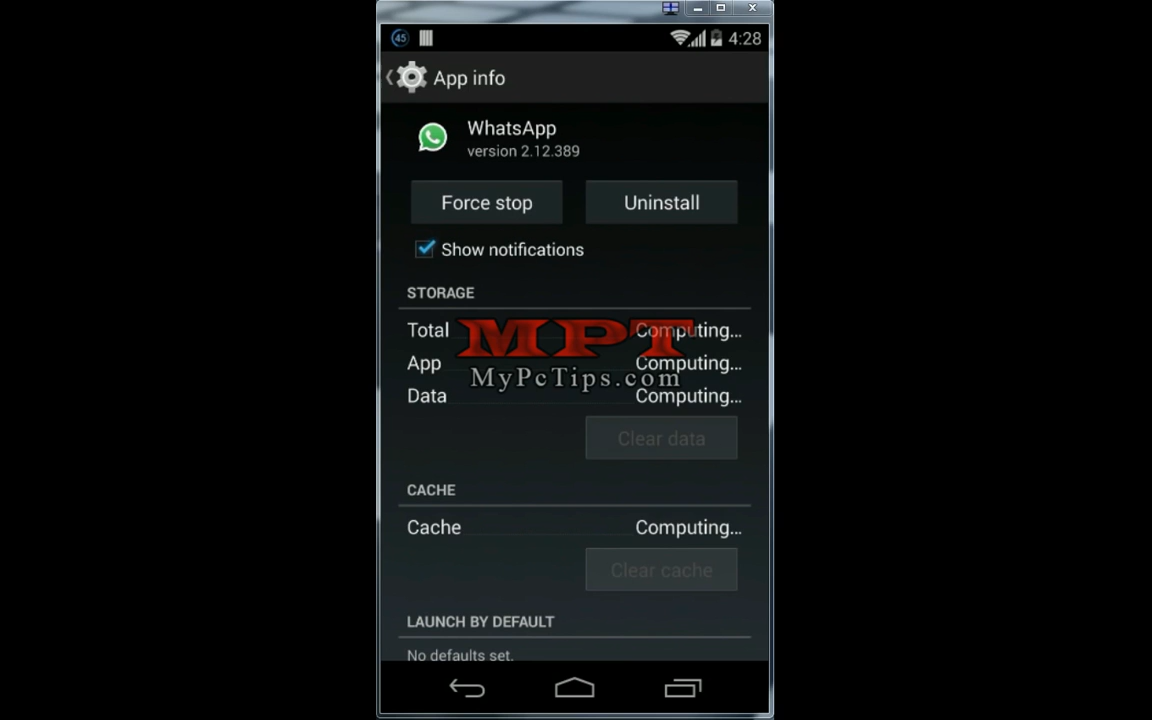 45 4:28
App info
WhatsApp
version 2.12.389
Force stop Uninstall
Show notifications
STORAGE
Total Computing...
MPT
App Computing...
MyPcTips.com
Data Computing...
Clear data
CACHE
Cache Computing...
Clear cache
LAUNCH BY DEFAULT
No defaults set.